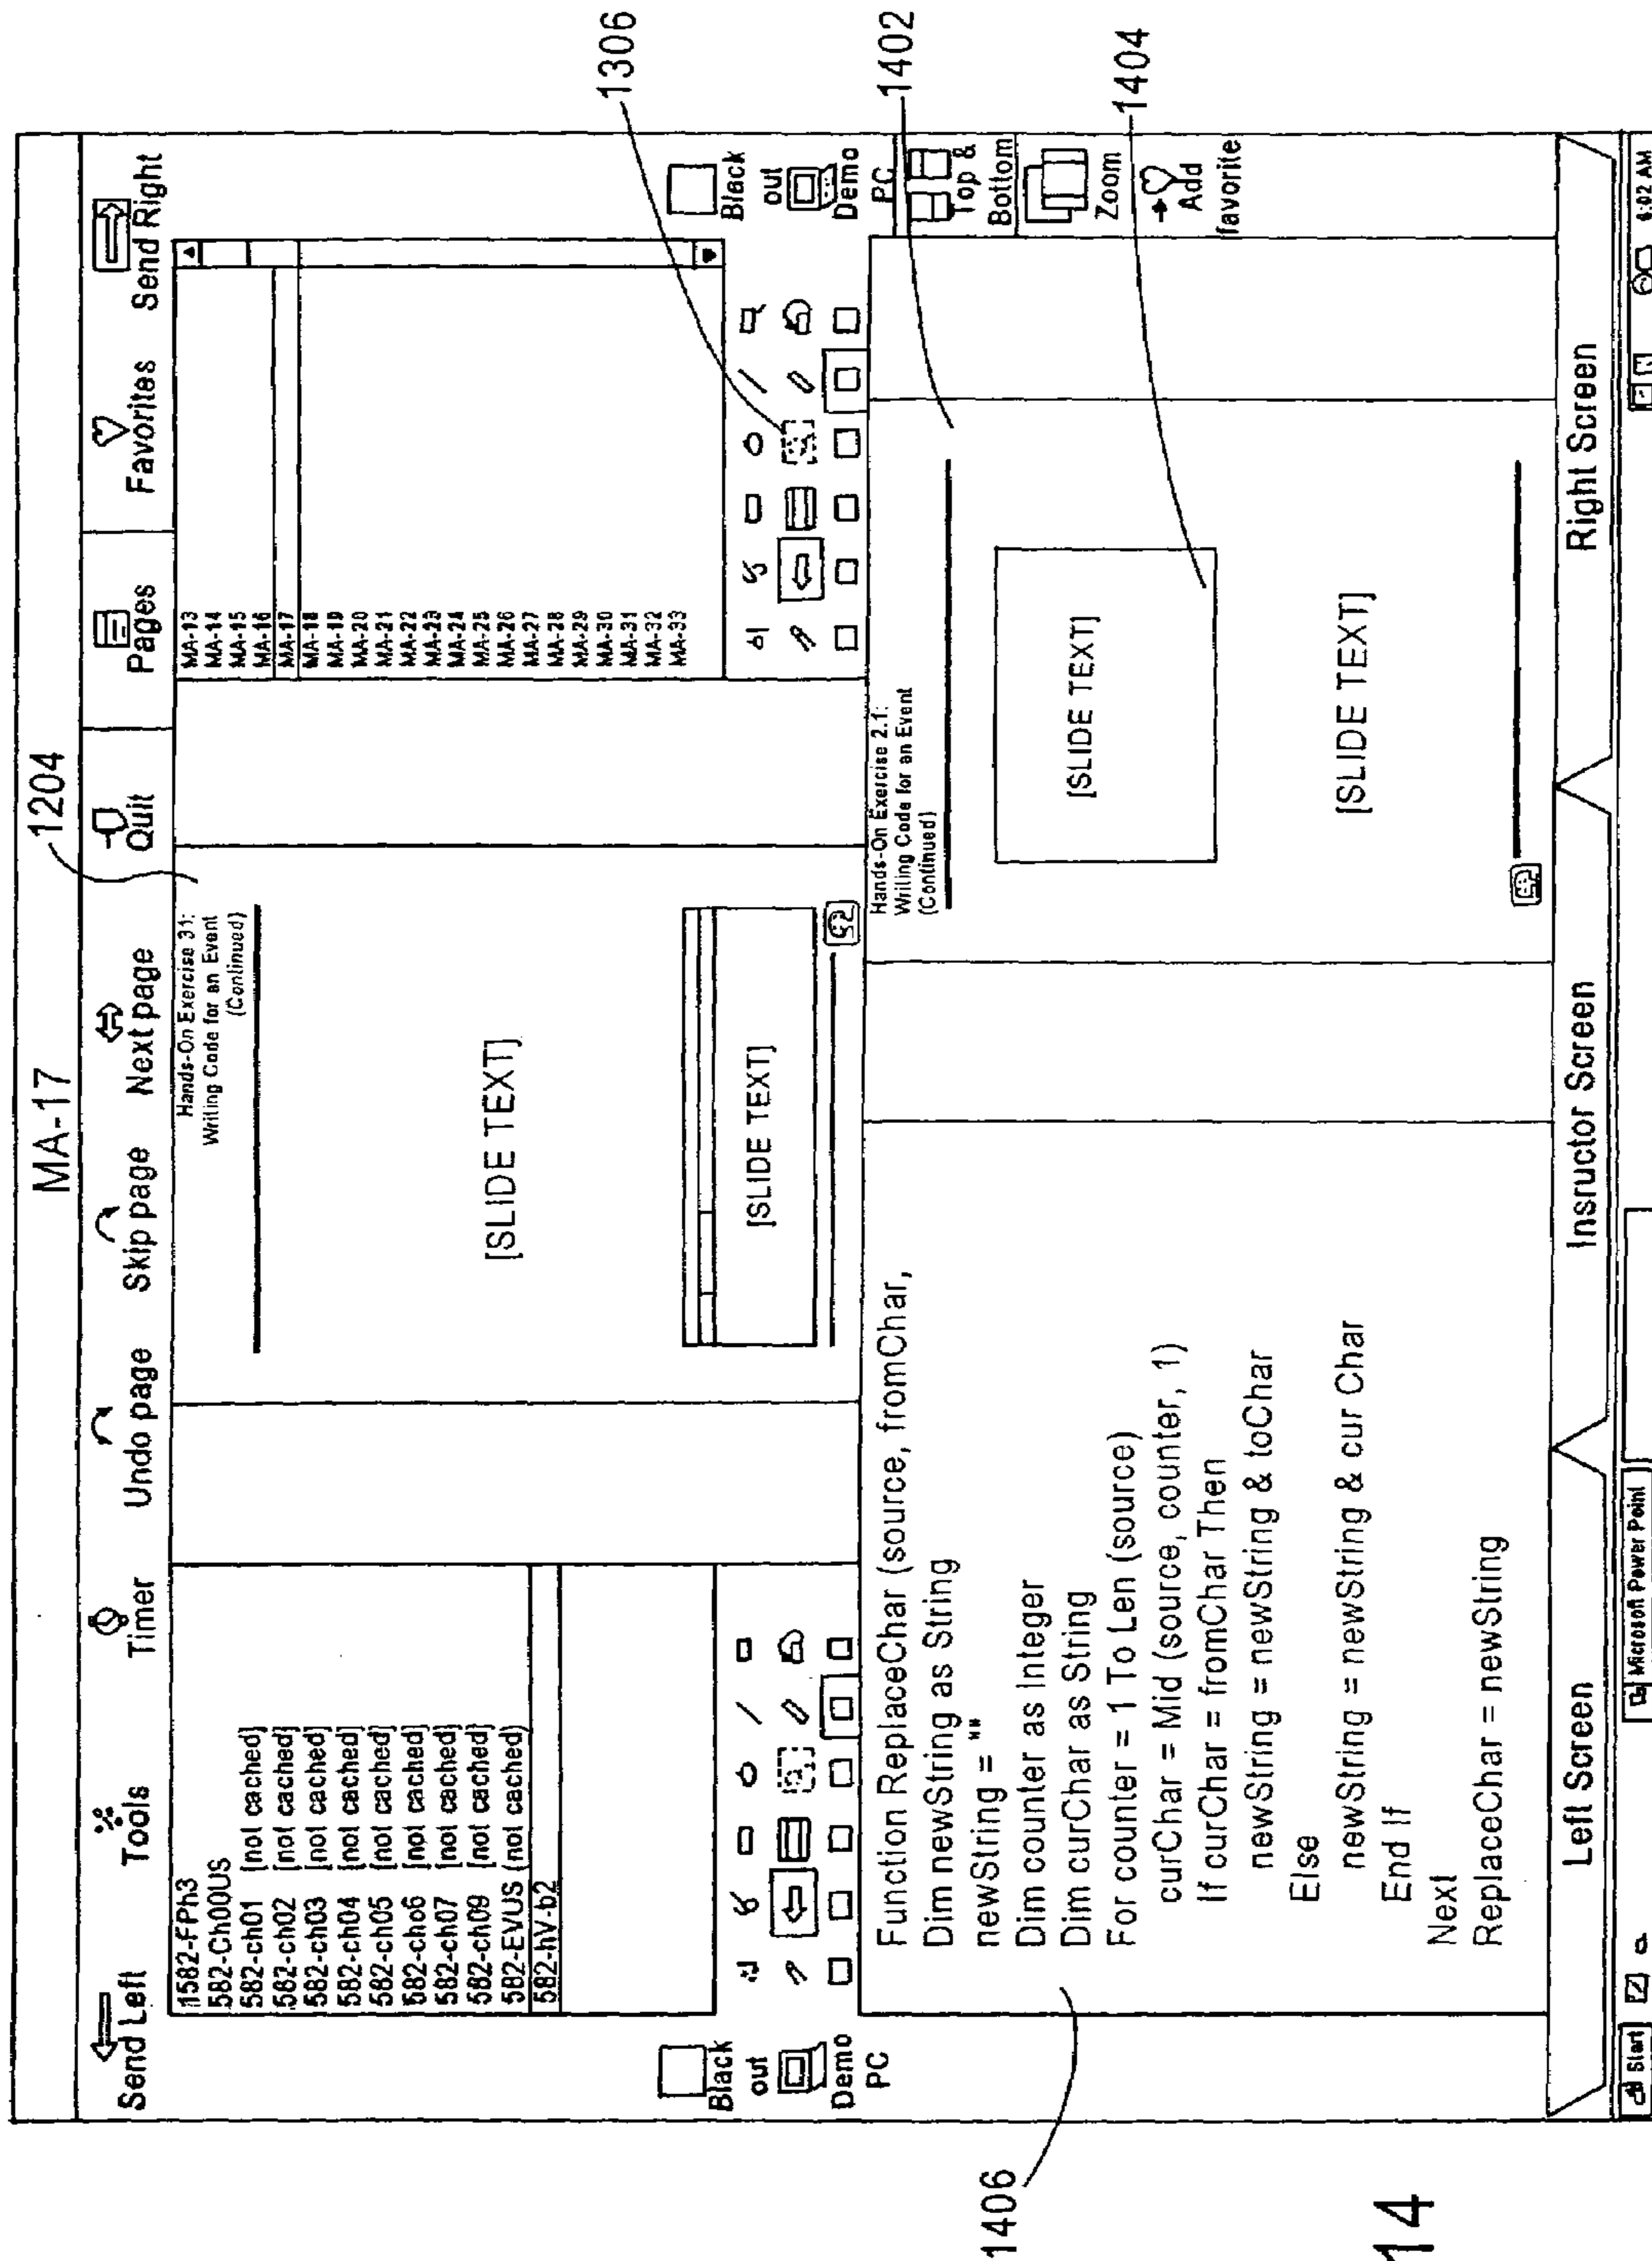 MA-17
1204
Send Left
Tools
Timer
Undo page
Skip page
Next page
Quit
Pages
Favorites
Send Right
1582-FPh3
582-Ch00US
582-ch01 [not cached]
582-ch02 [not cached]
582-ch03 [not cached]
582-ch04 [not cached]
582-ch05 [not cached]
582-cho6 [not cached]
582-ch07 [not cached]
582-ch09 [not cached]
582-EVUS (not cached)
582-hV-b2
Hands-On Exercise 31:
Writing Code for an Event
(Continued)
[SLIDE TEXT]
[SLIDE TEXT]
MA-13
MA-14
MA-15
MA-16
MA-17
MA-18
MA-19
MA-20
MA-21
MA-22
MA-23
MA-24
MA-25
MA-26
MA-27
MA-28
MA-29
MA-30
MA-31
MA-32
MA-33
1306
Black
out
Demo
PC
Black
out
Demo
PC
1406
Function ReplaceChar (source, fromChar,
Dim newString as String
newString = ""
Dim counter as Integer
Dim curChar as String
For counter = 1 To Len (source)
curChar = Mid (source, counter, 1)
If curChar = fromChar Then
newString = newString & toChar
Else
newString = newString & cur Char
End If
Next
ReplaceChar = newString
Hands-On Exercise 2.1:
Writing Code for an Event
(Continued)
[SLIDE TEXT]
[SLIDE TEXT]
1402
Top &
Bottom
Zoom
1404
Add
favorite
Left Screen
Insructor Screen
Right Screen
Start
Microsoft Power Point
6:02 AM
14